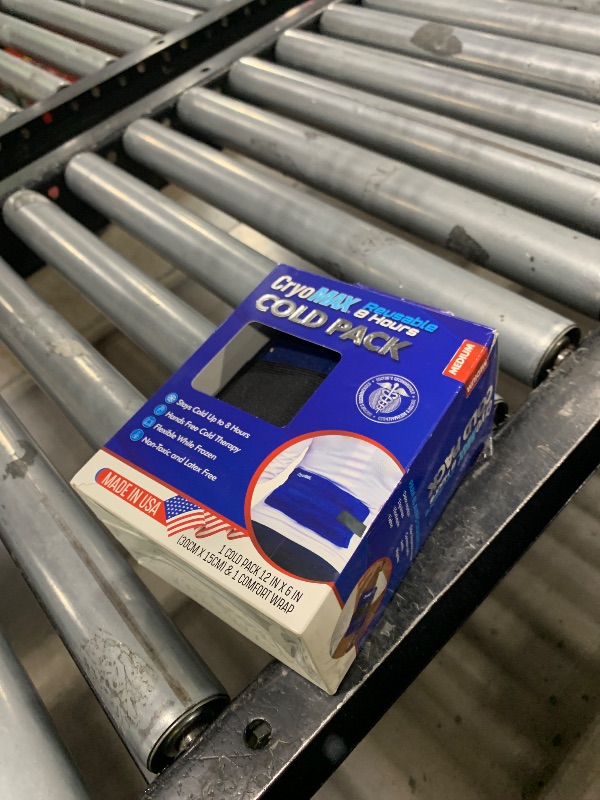 CryoMAX Reusable
8 Hours
COLD PACK
MEDIUM
Stays Cold Up to 8 Hours
Hands Free Cold Therapy
Flexible While Frozen
Non-Toxic and Latex Free
MADE IN USA
1 COLD PACK 12 IN X 6 IN
(30CM X 15CM) & 1 COMFORT WRAP
COLD PACK